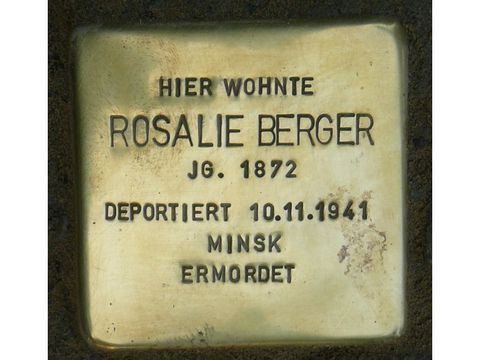 HIER WOHNTE
ROSALIE BERGER
JG. 1872
DEPORTIERT 10.11.1941
MINSK
ERMORDET